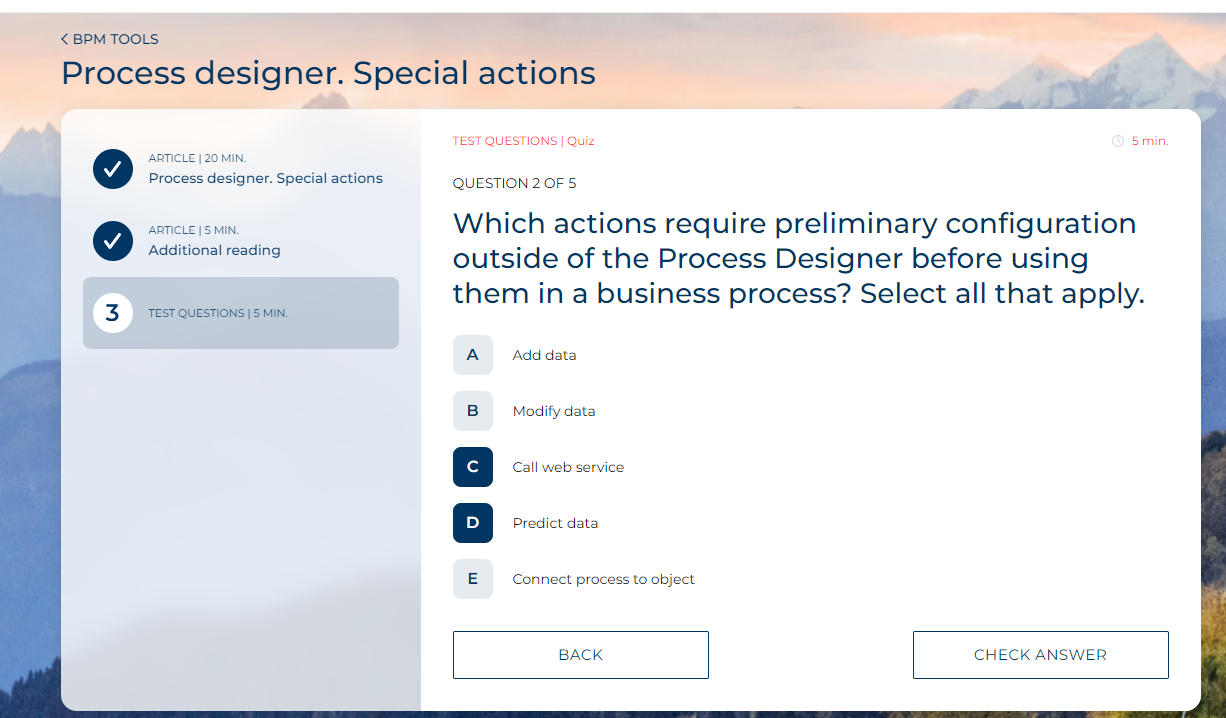 < BPM TOOLS
Process designer. Special actions
ARTICLE | 20 MIN.
Process designer. Special actions
ARTICLE | 5 MIN.
Additional reading
3
TEST QUESTIONS | 5 MIN.
TEST QUESTIONS | Quiz
5 min.
QUESTION 2 OF 5
Which actions require preliminary configuration
outside of the Process Designer before using
them in a business process? Select all that apply.
A Add data
B Modify data
C Call web service
D Predict data
E Connect process to object
BACK
CHECK ANSWER